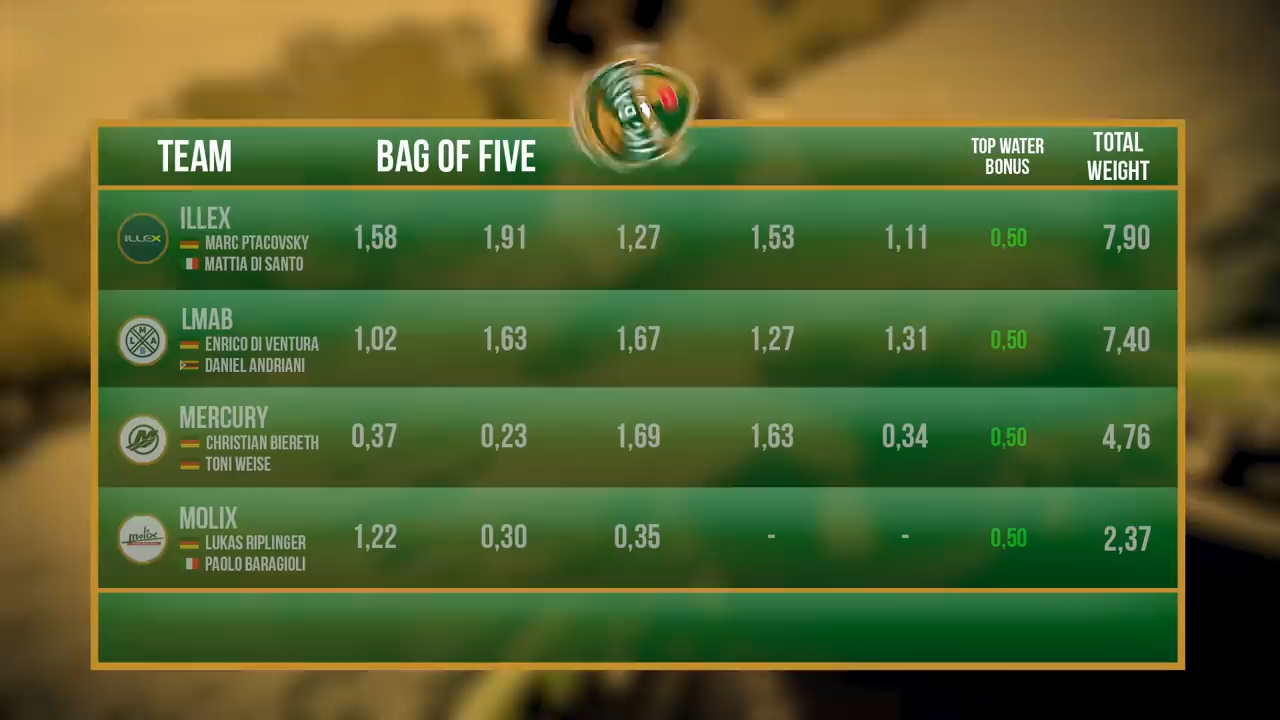 TEAM BAG OF FIVE TOP WATER BONUS TOTAL WEIGHT
ILLEX
ILLEX
MARC PTACOVSKY
MATTIA DI SANTO
1,58 1,91 1,27 1,53 1,11 0,50 7,90
LMAB
LMAB
ENRICO DI VENTURA
DANIEL ANDRIANI
1,02 1,63 1,67 1,27 1,31 0,50 7,40
MERCURY
CHRISTIAN BIERETH
TONI WEISE
0,37 0,23 1,69 1,63 0,34 0,50 4,76
molix
MOLIX
LUKAS RIPLINGER
PAOLO BARAGIOLI
1,22 0,30 0,35 - - 0,50 2,37